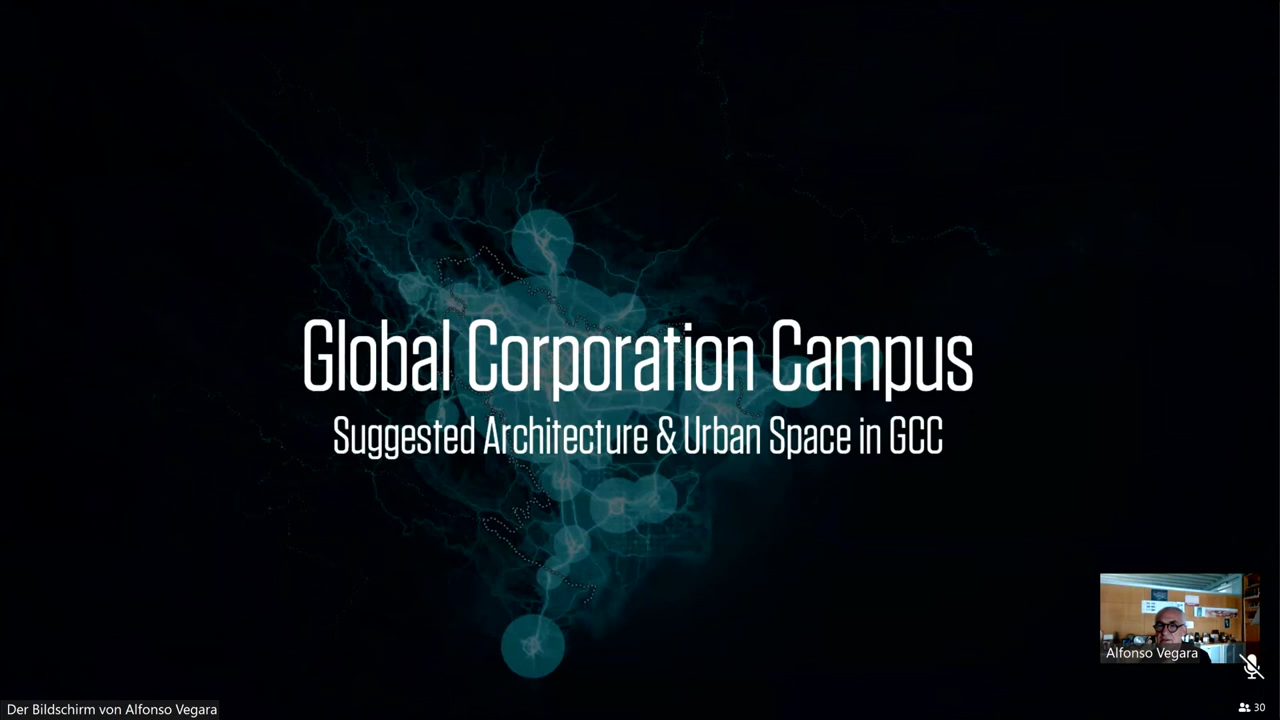 Global Corporation Campus
Suggested Architecture & Urban Space in GCC
Alfonso Vegara
Der Bildschirm von Alfonso Vegara
30